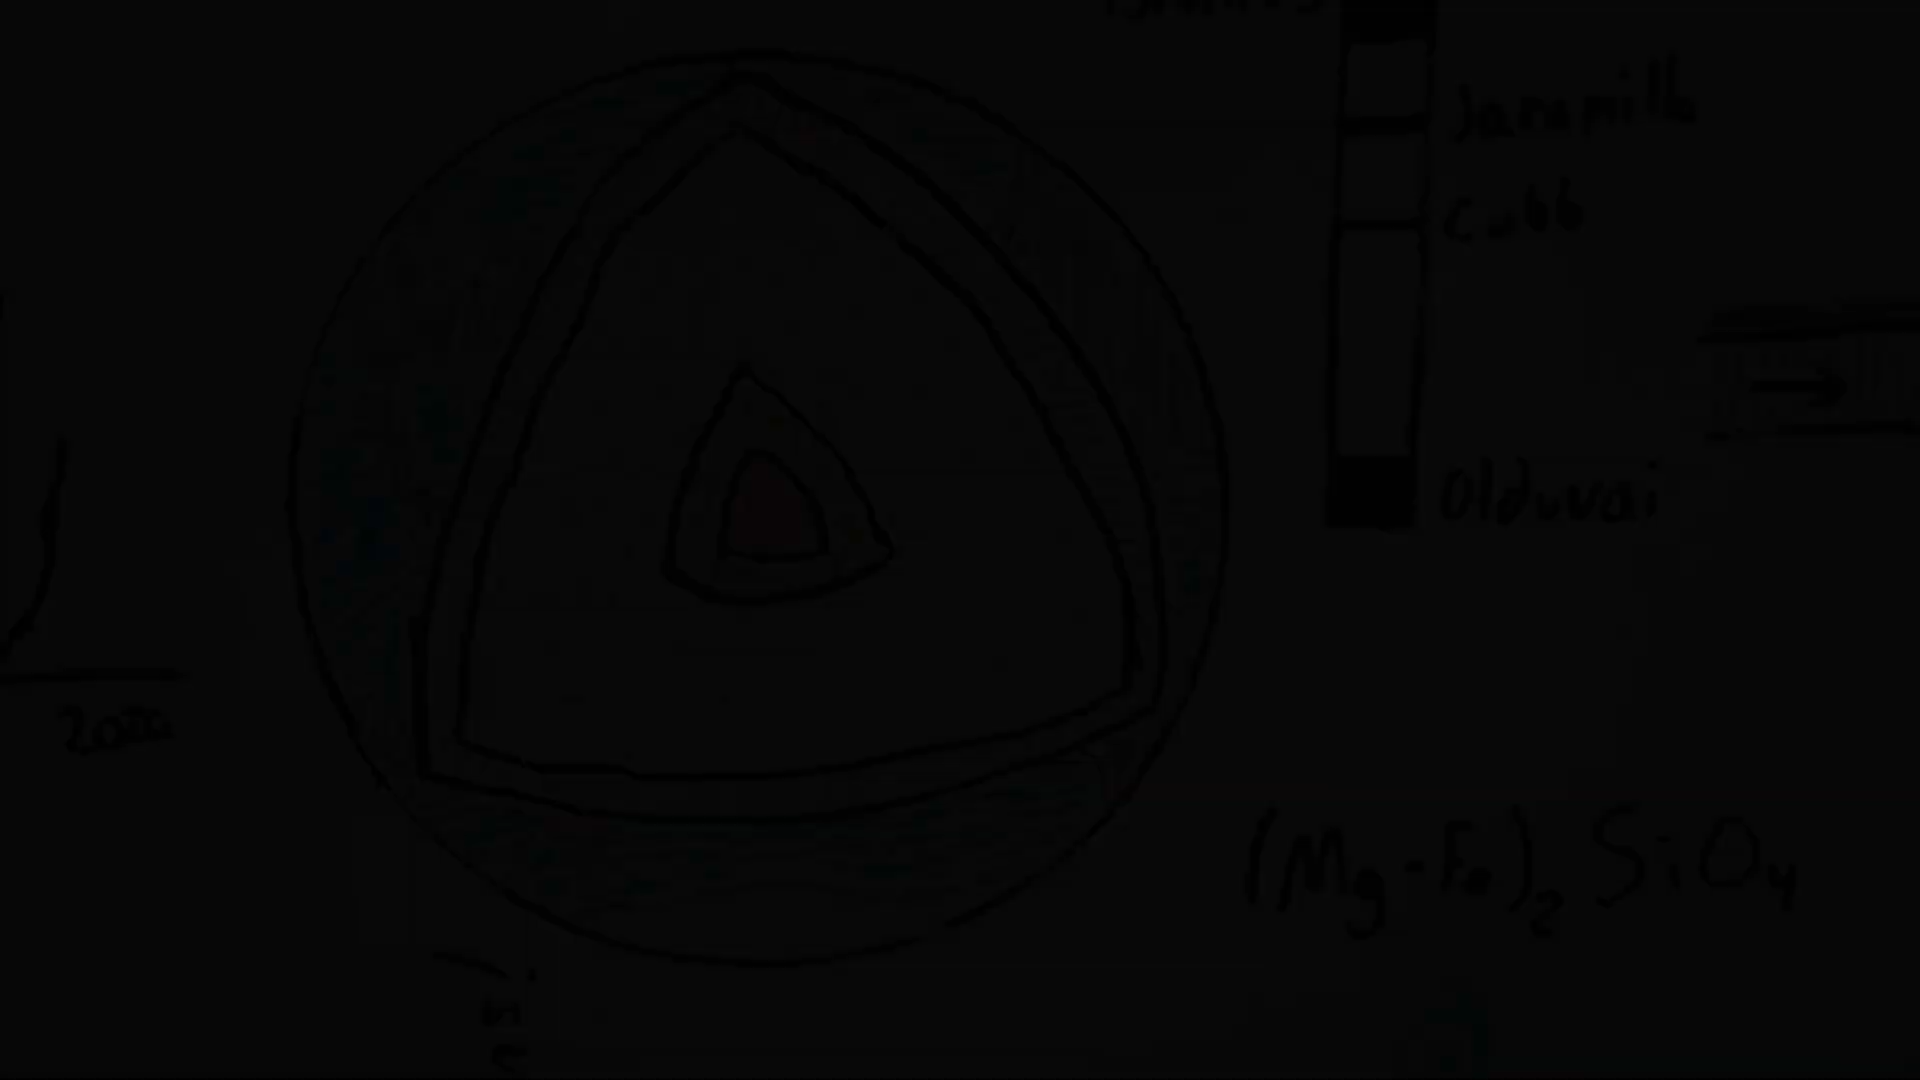 Jaramillo
Cobb
Olduvai
2000
(Mg-Fe)₂ SiO₄